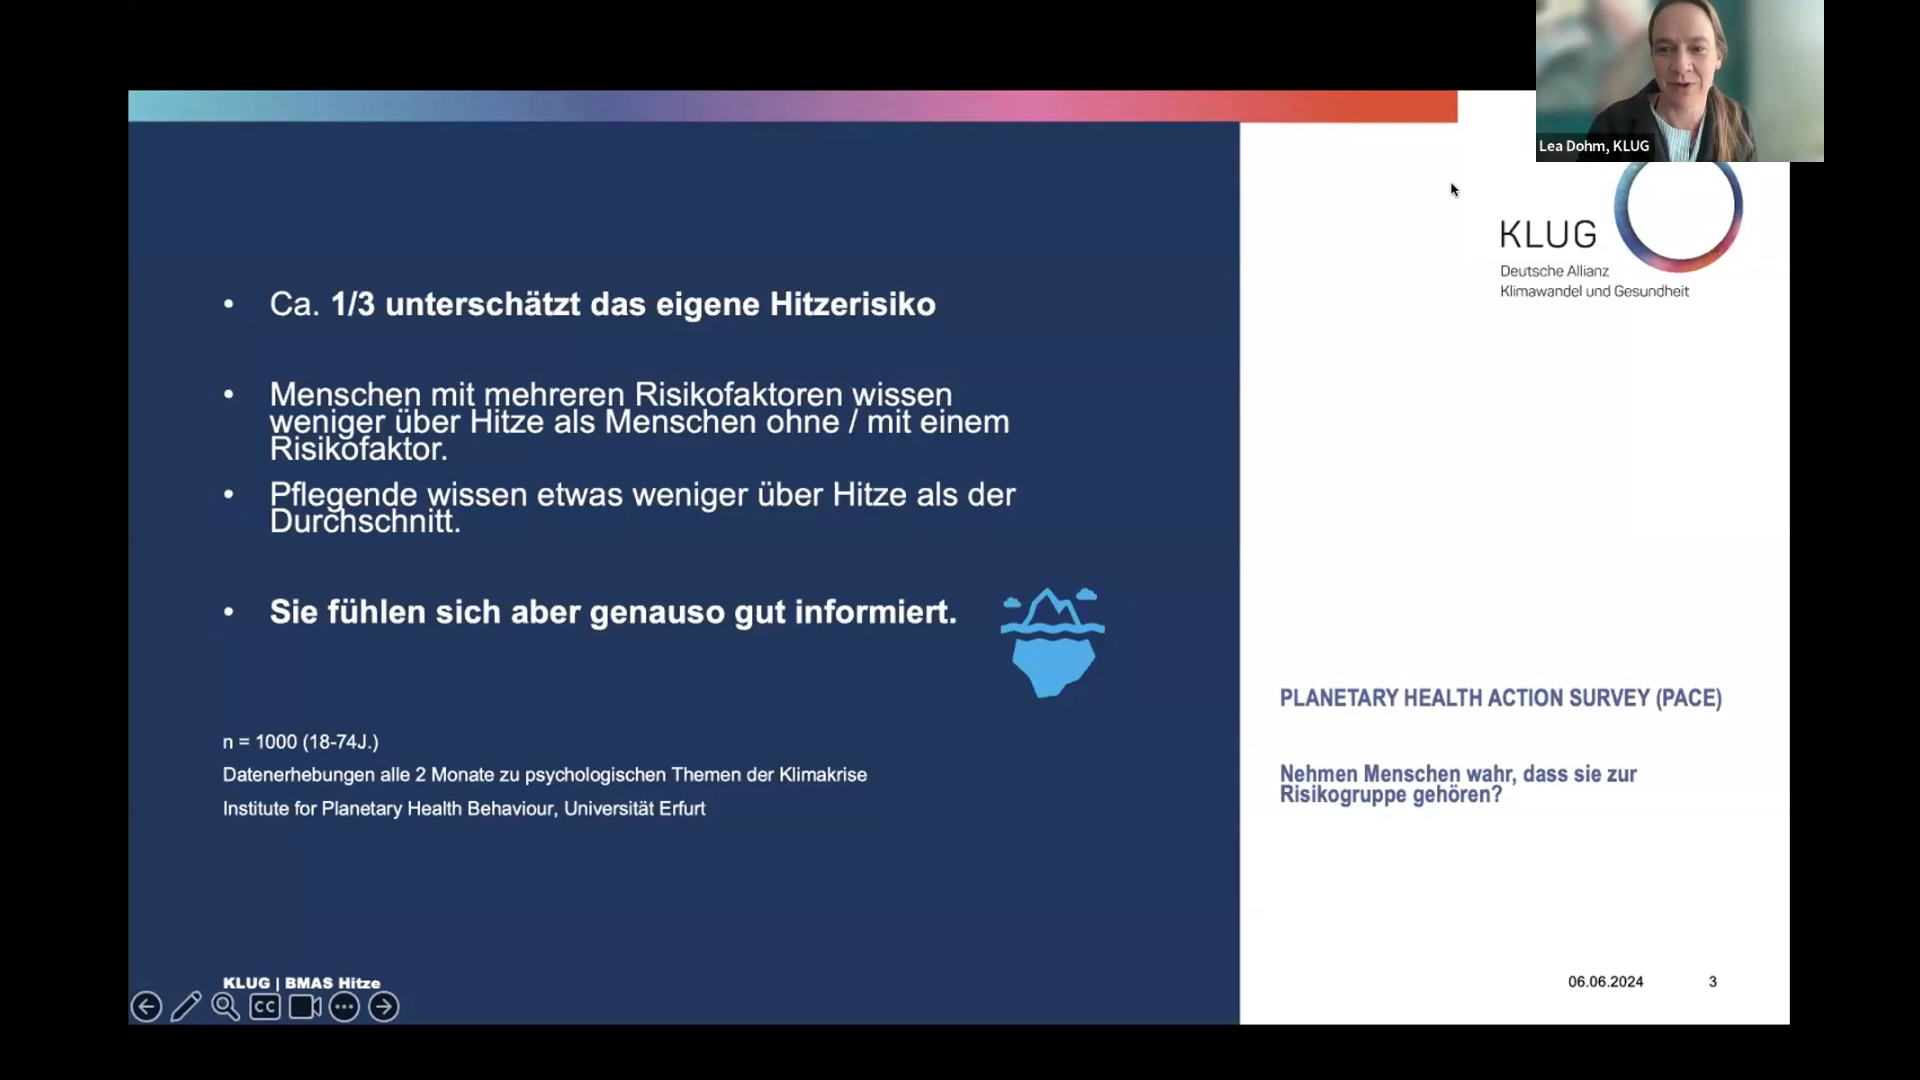 Lea Dohm, KLUG
KLUG
Deutsche Allianz
Klimawandel und Gesundheit
• Ca. 1/3 unterschätzt das eigene Hitzerisiko
• Menschen mit mehreren Risikofaktoren wissen
weniger über Hitze als Menschen ohne / mit einem
Risikofaktor.
• Pflegende wissen etwas weniger über Hitze als der
Durchschnitt.
• Sie fühlen sich aber genauso gut informiert.
n = 1000 (18-74J.)
Datenerhebungen alle 2 Monate zu psychologischen Themen der Klimakrise
Institute for Planetary Health Behaviour, Universität Erfurt
PLANETARY HEALTH ACTION SURVEY (PACE)
Nehmen Menschen wahr, dass sie zur
Risikogruppe gehören?
KLUG | BMAS Hitze
CC
06.06.2024
3